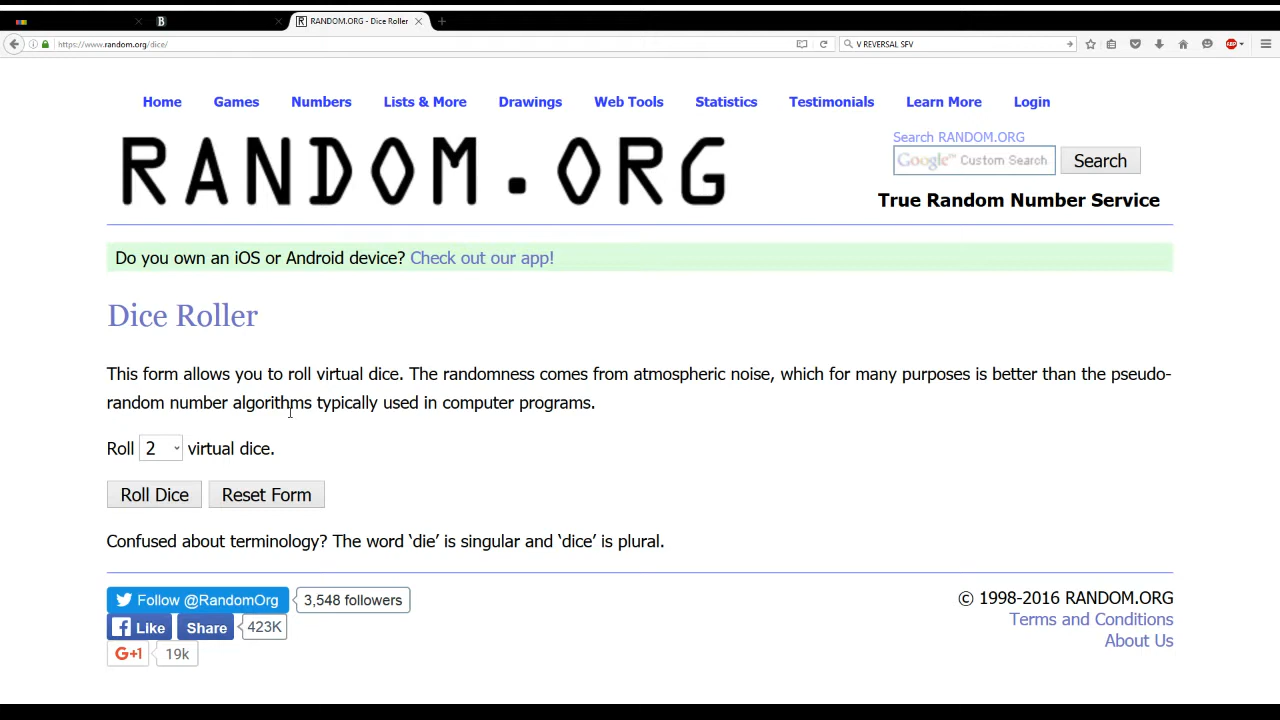 RANDOM.ORG - Dice Roller
https://www.random.org/dice/
V REVERSAL SFV
ABP
Home Games Numbers Lists & More Drawings Web Tools Statistics Testimonials Learn More Login
RANDOM.ORG
Search RANDOM.ORG
Google™ Custom Search Search
True Random Number Service
Do you own an iOS or Android device? Check out our app!
Dice Roller
This form allows you to roll virtual dice. The randomness comes from atmospheric noise, which for many purposes is better than the pseudo-
random number algorithms typically used in computer programs.
Roll 2 virtual dice.
Roll Dice Reset Form
Confused about terminology? The word ‘die’ is singular and ‘dice’ is plural.
Follow @RandomOrg 3,548 followers
Like Share 423K
G+1 19k
© 1998-2016 RANDOM.ORG
Terms and Conditions
About Us